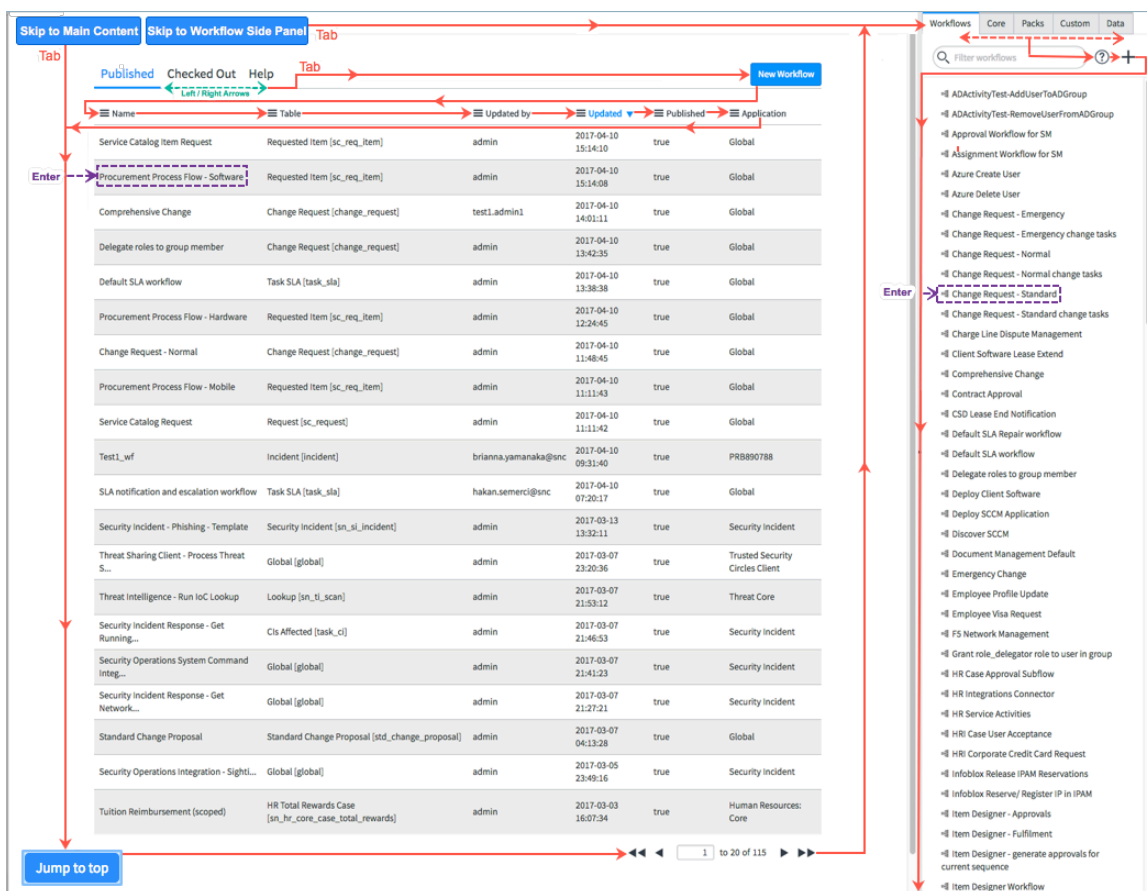 Skip to Main Content Skip to Workflow Side Panel
Tab Tab
Published Checked Out Help Tab New Workflow
Left / Right Arrows
Name Table Updated by Updated Published Application
Service Catalog Item Request Requested Item [sc_req_item] admin 2017-04-10 15:14:10 true Global
Enter
Procurement Process Flow - Software Requested Item [sc_req_item] admin 2017-04-10 15:14:08 true Global
Comprehensive Change Change Request [change_request] test1.admin1 2017-04-10 14:01:11 true Global
Delegate roles to group member Change Request [change_request] admin 2017-04-10 13:42:35 true Global
Default SLA workflow Task SLA [task_sla] admin 2017-04-10 13:38:38 true Global
Procurement Process Flow - Hardware Requested Item [sc_req_item] admin 2017-04-10 12:24:45 true Global
Change Request - Normal Change Request [change_request] admin 2017-04-10 11:48:45 true Global
Procurement Process Flow - Mobile Requested Item [sc_req_item] admin 2017-04-10 11:11:43 true Global
Service Catalog Request Request [sc_request] admin 2017-04-10 11:11:42 true Global
Test1_wf Incident [incident] brianna.yamanaka@snc 2017-04-10 09:31:40 true PRB890788
SLA notification and escalation workflow Task SLA [task_sla] hakan.semerci@snc 2017-04-10 07:20:17 true Global
Security Incident - Phishing - Template Security Incident [sn_si_incident] admin 2017-03-13 13:32:11 true Security Incident
Threat Sharing Client - Process Threat S... Global [global] admin 2017-03-07 23:20:36 true Trusted Security Circles Client
Threat Intelligence - Run IoC Lookup Lookup [sn_ti_scan] admin 2017-03-07 21:53:12 true Threat Core
Security Incident Response - Get Running... CIs Affected [task_ci] admin 2017-03-07 21:46:53 true Security Incident
Security Operations System Command Integ... Global [global] admin 2017-03-07 21:41:23 true Security Incident
Security Incident Response - Get Network... Global [global] admin 2017-03-07 21:27:21 true Security Incident
Standard Change Proposal Standard Change Proposal [std_change_proposal] admin 2017-03-07 04:13:28 true Global
Security Operations Integration - Sighti... Global [global] admin 2017-03-05 23:49:16 true Security Incident
Tuition Reimbursement (scoped) HR Total Rewards Case [sn_hr_core_case_total_rewards] admin 2017-03-03 16:07:34 true Human Resources: Core
Jump to top
1 to 20 of 115
Workflows Core Packs Custom Data
Filter workflows
ADActivityTest-AddUserToADGroup
ADActivityTest-RemoveUserFromADGroup
Approval Workflow for SM
Assignment Workflow for SM
Azure Create User
Azure Delete User
Change Request - Emergency
Change Request - Emergency change tasks
Change Request - Normal
Change Request - Normal change tasks
Enter
Change Request - Standard
Change Request - Standard change tasks
Charge Line Dispute Management
Client Software Lease Extend
Comprehensive Change
Contract Approval
CSD Lease End Notification
Default SLA Repair workflow
Default SLA workflow
Delegate roles to group member
Deploy Client Software
Deploy SCCM Application
Discover SCCM
Document Management Default
Emergency Change
Employee Profile Update
Employee Visa Request
F5 Network Management
Grant role_delegator role to user in group
HR Case Approval Subflow
HR Integrations Connector
HR Service Activities
HRI Case User Acceptance
HRI Corporate Credit Card Request
Infoblox Release IPAM Reservations
Infoblox Reserve/ Register IP in IPAM
Item Designer - Approvals
Item Designer - Fulfilment
Item Designer - generate approvals for
current sequence
Item Designer Workflow